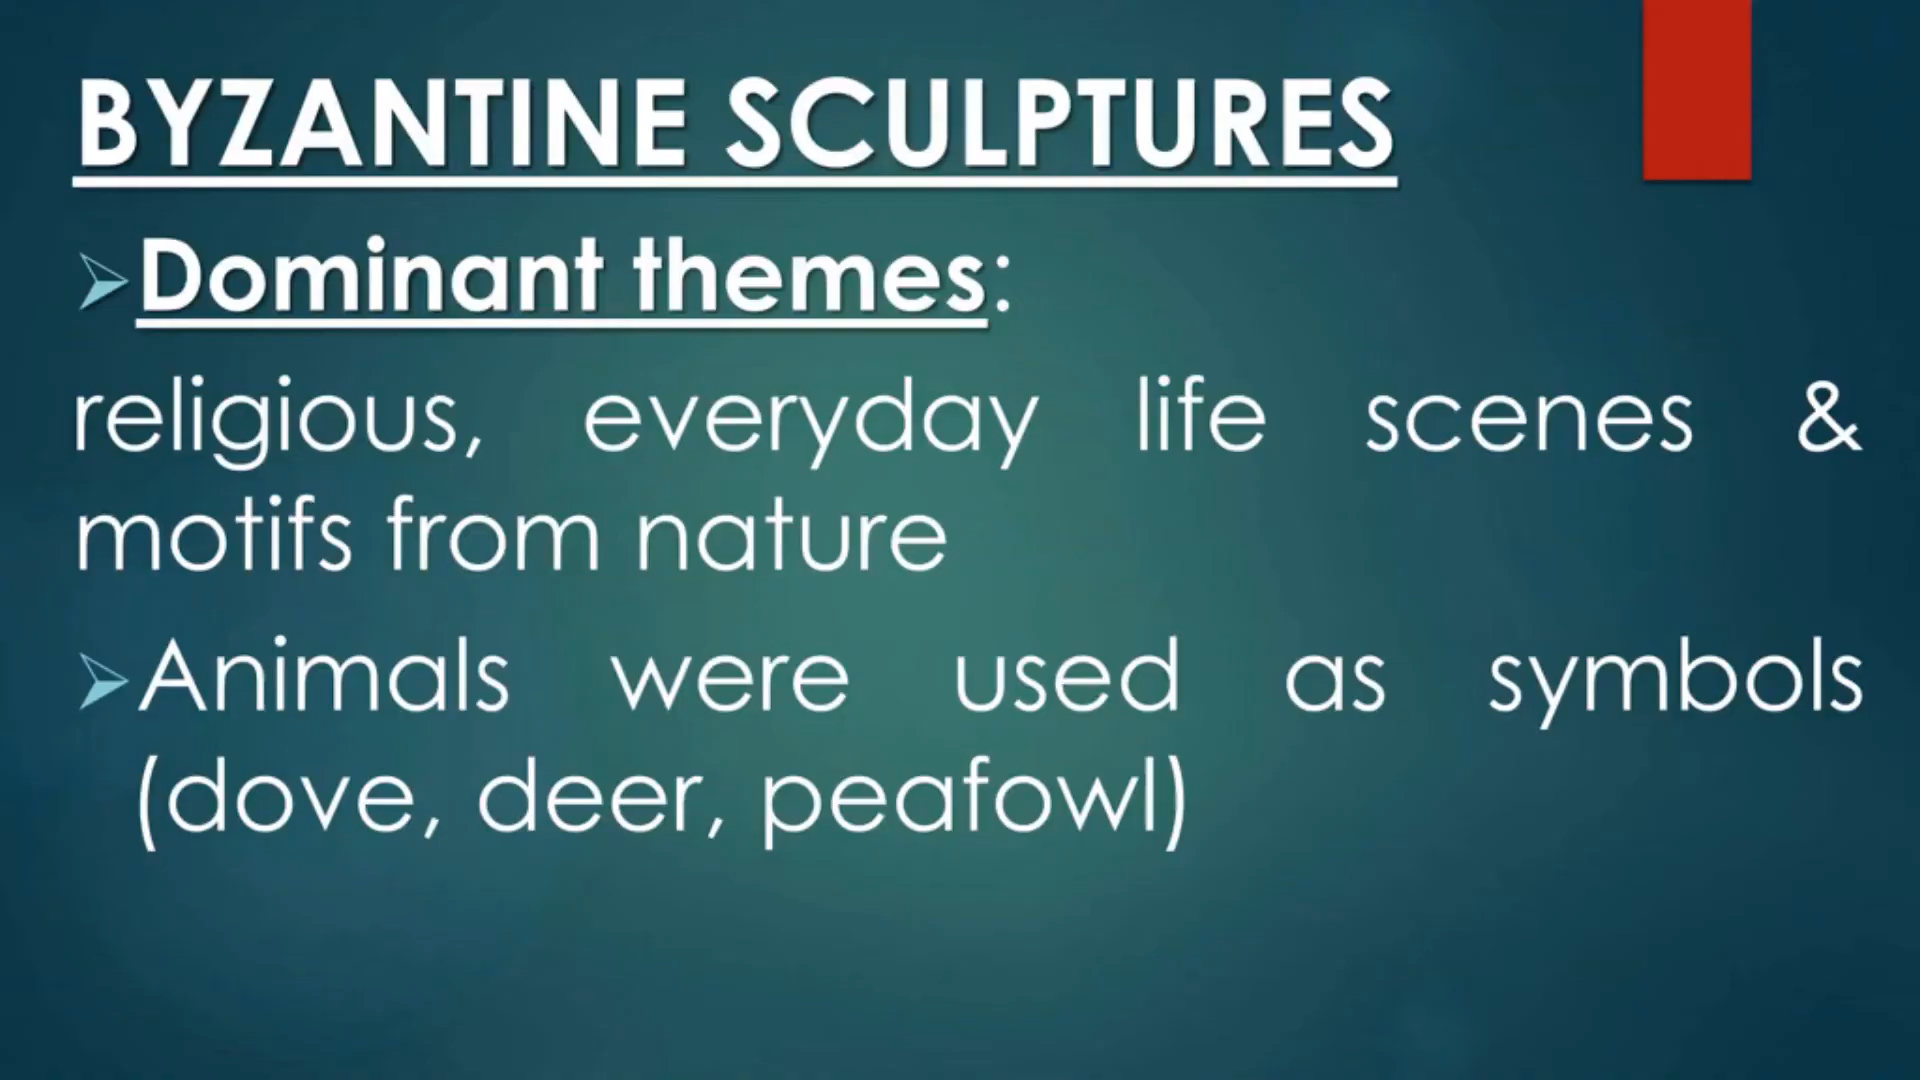 BYZANTINE SCULPTURES
Dominant themes:
religious, everyday life scenes &
motifs from nature
Animals were used as symbols
(dove, deer, peafowl)